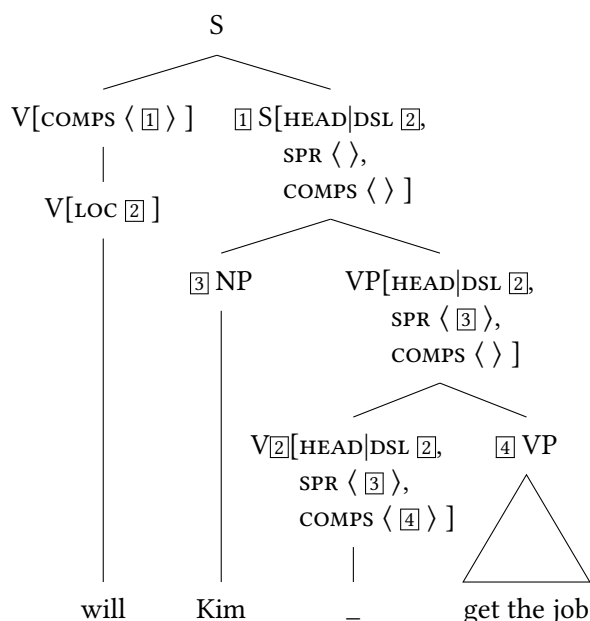 S
V[COMPS ⟨ 1 ⟩ ] 1 S[HEAD|DSL 2,
SPR ⟨ ⟩,
COMPS ⟨ ⟩ ]
V[LOC 2 ]
3 NP VP[HEAD|DSL 2,
SPR ⟨ 3 ⟩,
COMPS ⟨ ⟩ ]
V2[HEAD|DSL 2, 4 VP
SPR ⟨ 3 ⟩,
COMPS ⟨ 4 ⟩ ]
will Kim _ get the job